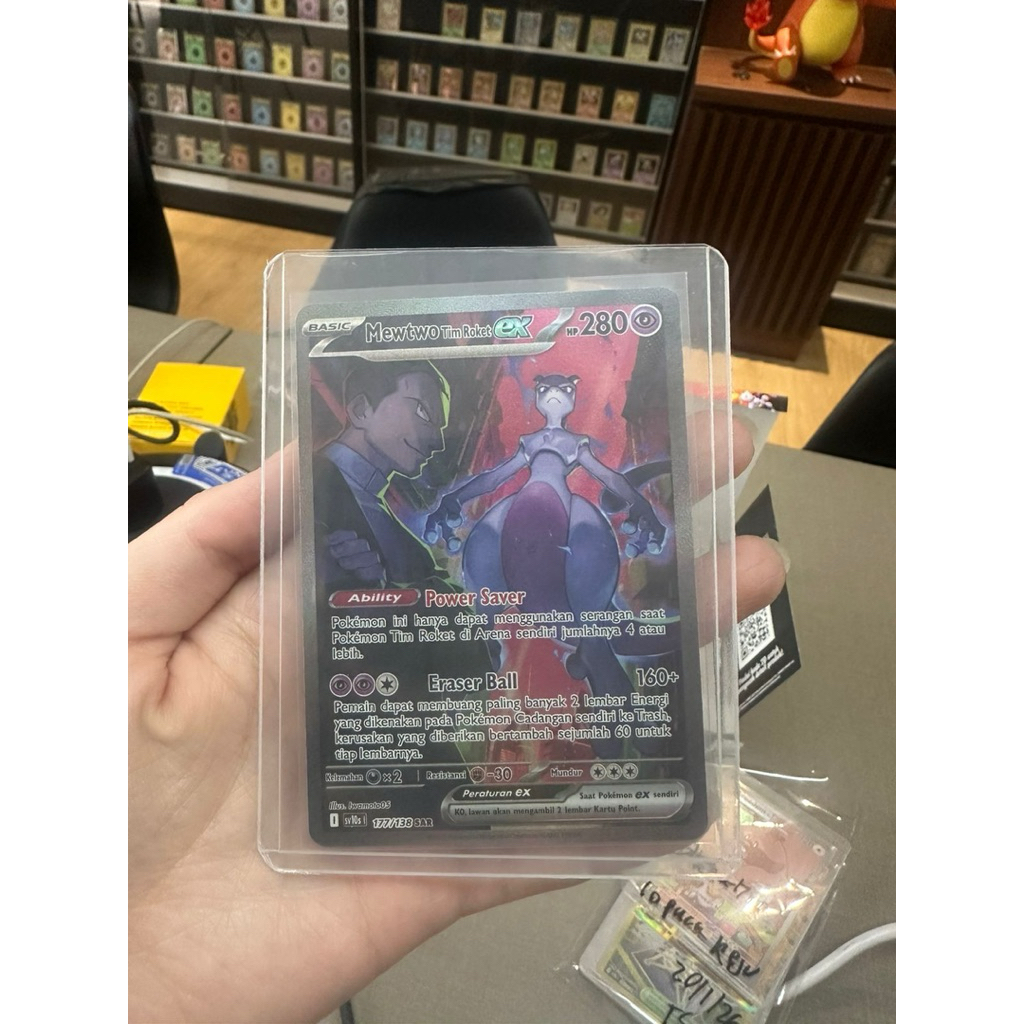 BASIC Mewtwo Tim Roket ex HP 280
Ability Power Saver
Pokémon ini hanya dapat menggunakan serangan saat
Pokémon Tim Roket di Arena sendiri jumlahnya 4 atau
lebih.
Eraser Ball 160+
Pemain dapat membuang paling banyak 2 lembar Energi
yang dikenakan pada Pokémon Cadangan sendiri ke Trash,
kerusakan yang diberikan bertambah sejumlah 60 untuk
tiap lembarnya.
Kelemahan ×2 Resistansi -30 Mundur
Peraturan ex Saat Pokémon ex sendiri
KO, lawan akan mengambil 2 lembar Kartu Point.
Illus. Iwamoto05
I sv10s I 177/138 SAR